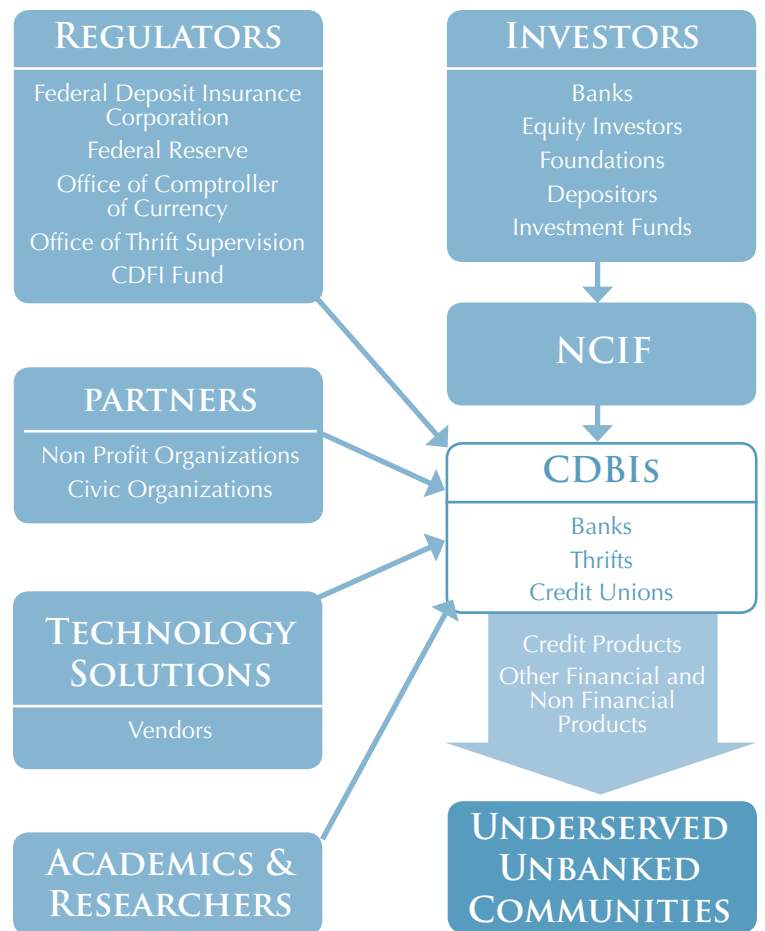 REGULATORS
Federal Deposit Insurance
Corporation
Federal Reserve
Office of Comptroller
of Currency
Office of Thrift Supervision
CDFI Fund
PARTNERS
Non Profit Organizations
Civic Organizations
TECHNOLOGY
SOLUTIONS
Vendors
ACADEMICS &
RESEARCHERS
INVESTORS
Banks
Equity Investors
Foundations
Depositors
Investment Funds
NCIF
CDBIs
Banks
Thrifts
Credit Unions
Credit Products
Other Financial and
Non Financial
Products
UNDERSERVED
UNBANKED
COMMUNITIES